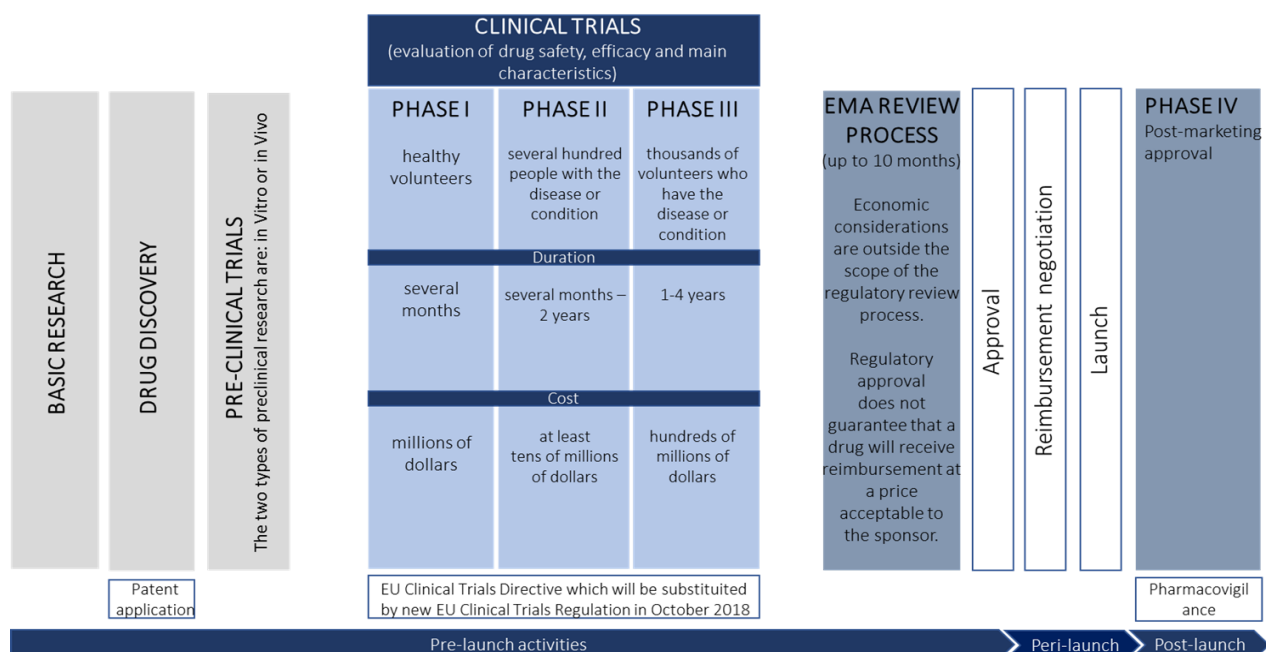 CLINICAL TRIALS
(evaluation of drug safety, efficacy and main
characteristics)
BASIC RESEARCH
DRUG DISCOVERY
PRE-CLINICAL TRIALS
The two types of preclinical research are: in Vitro or in Vivo
PHASE I
healthy
volunteers
PHASE II
several hundred
people with the
disease or
condition
PHASE III
thousands of
volunteers who
have the
disease or
condition
Duration
several
months
several months –
2 years
1-4 years
Cost
millions of
dollars
at least
tens of millions
of dollars
hundreds of
millions of
dollars
EMA REVIEW
PROCESS
(up to 10 months)
Economic
considerations
are outside the
scope of the
regulatory review
process.
Regulatory
approval
does not
guarantee that a
drug will receive
reimbursement at
a price
acceptable to
the sponsor.
Approval
Reimbursement negotiation
Launch
PHASE IV
Post-marketing
approval
Patent
application
EU Clinical Trials Directive which will be substituited
by new EU Clinical Trials Regulation in October 2018
Pharmacovigil
ance
Pre-launch activities
Peri-launch
Post-launch